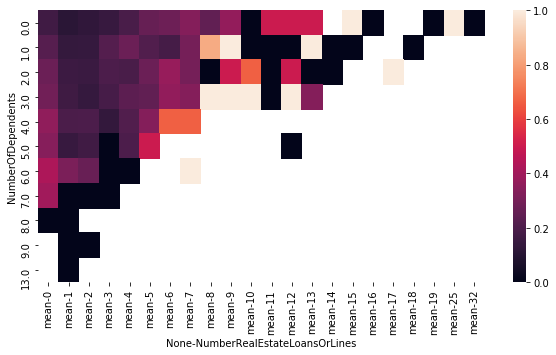 NumberOfDependents
0.0
1.0
2.0
3.0
4.0
5.0
6.0
7.0
8.0
9.0
13.0
mean-0
mean-1
mean-2
mean-3
mean-4
mean-5
mean-6
mean-7
mean-8
mean-9
mean-10
mean-11
mean-12
mean-13
mean-14
mean-15
mean-16
mean-17
mean-18
mean-19
mean-25
mean-32
None-NumberRealEstateLoansOrLines
1.0
0.8
0.6
0.4
0.2
0.0